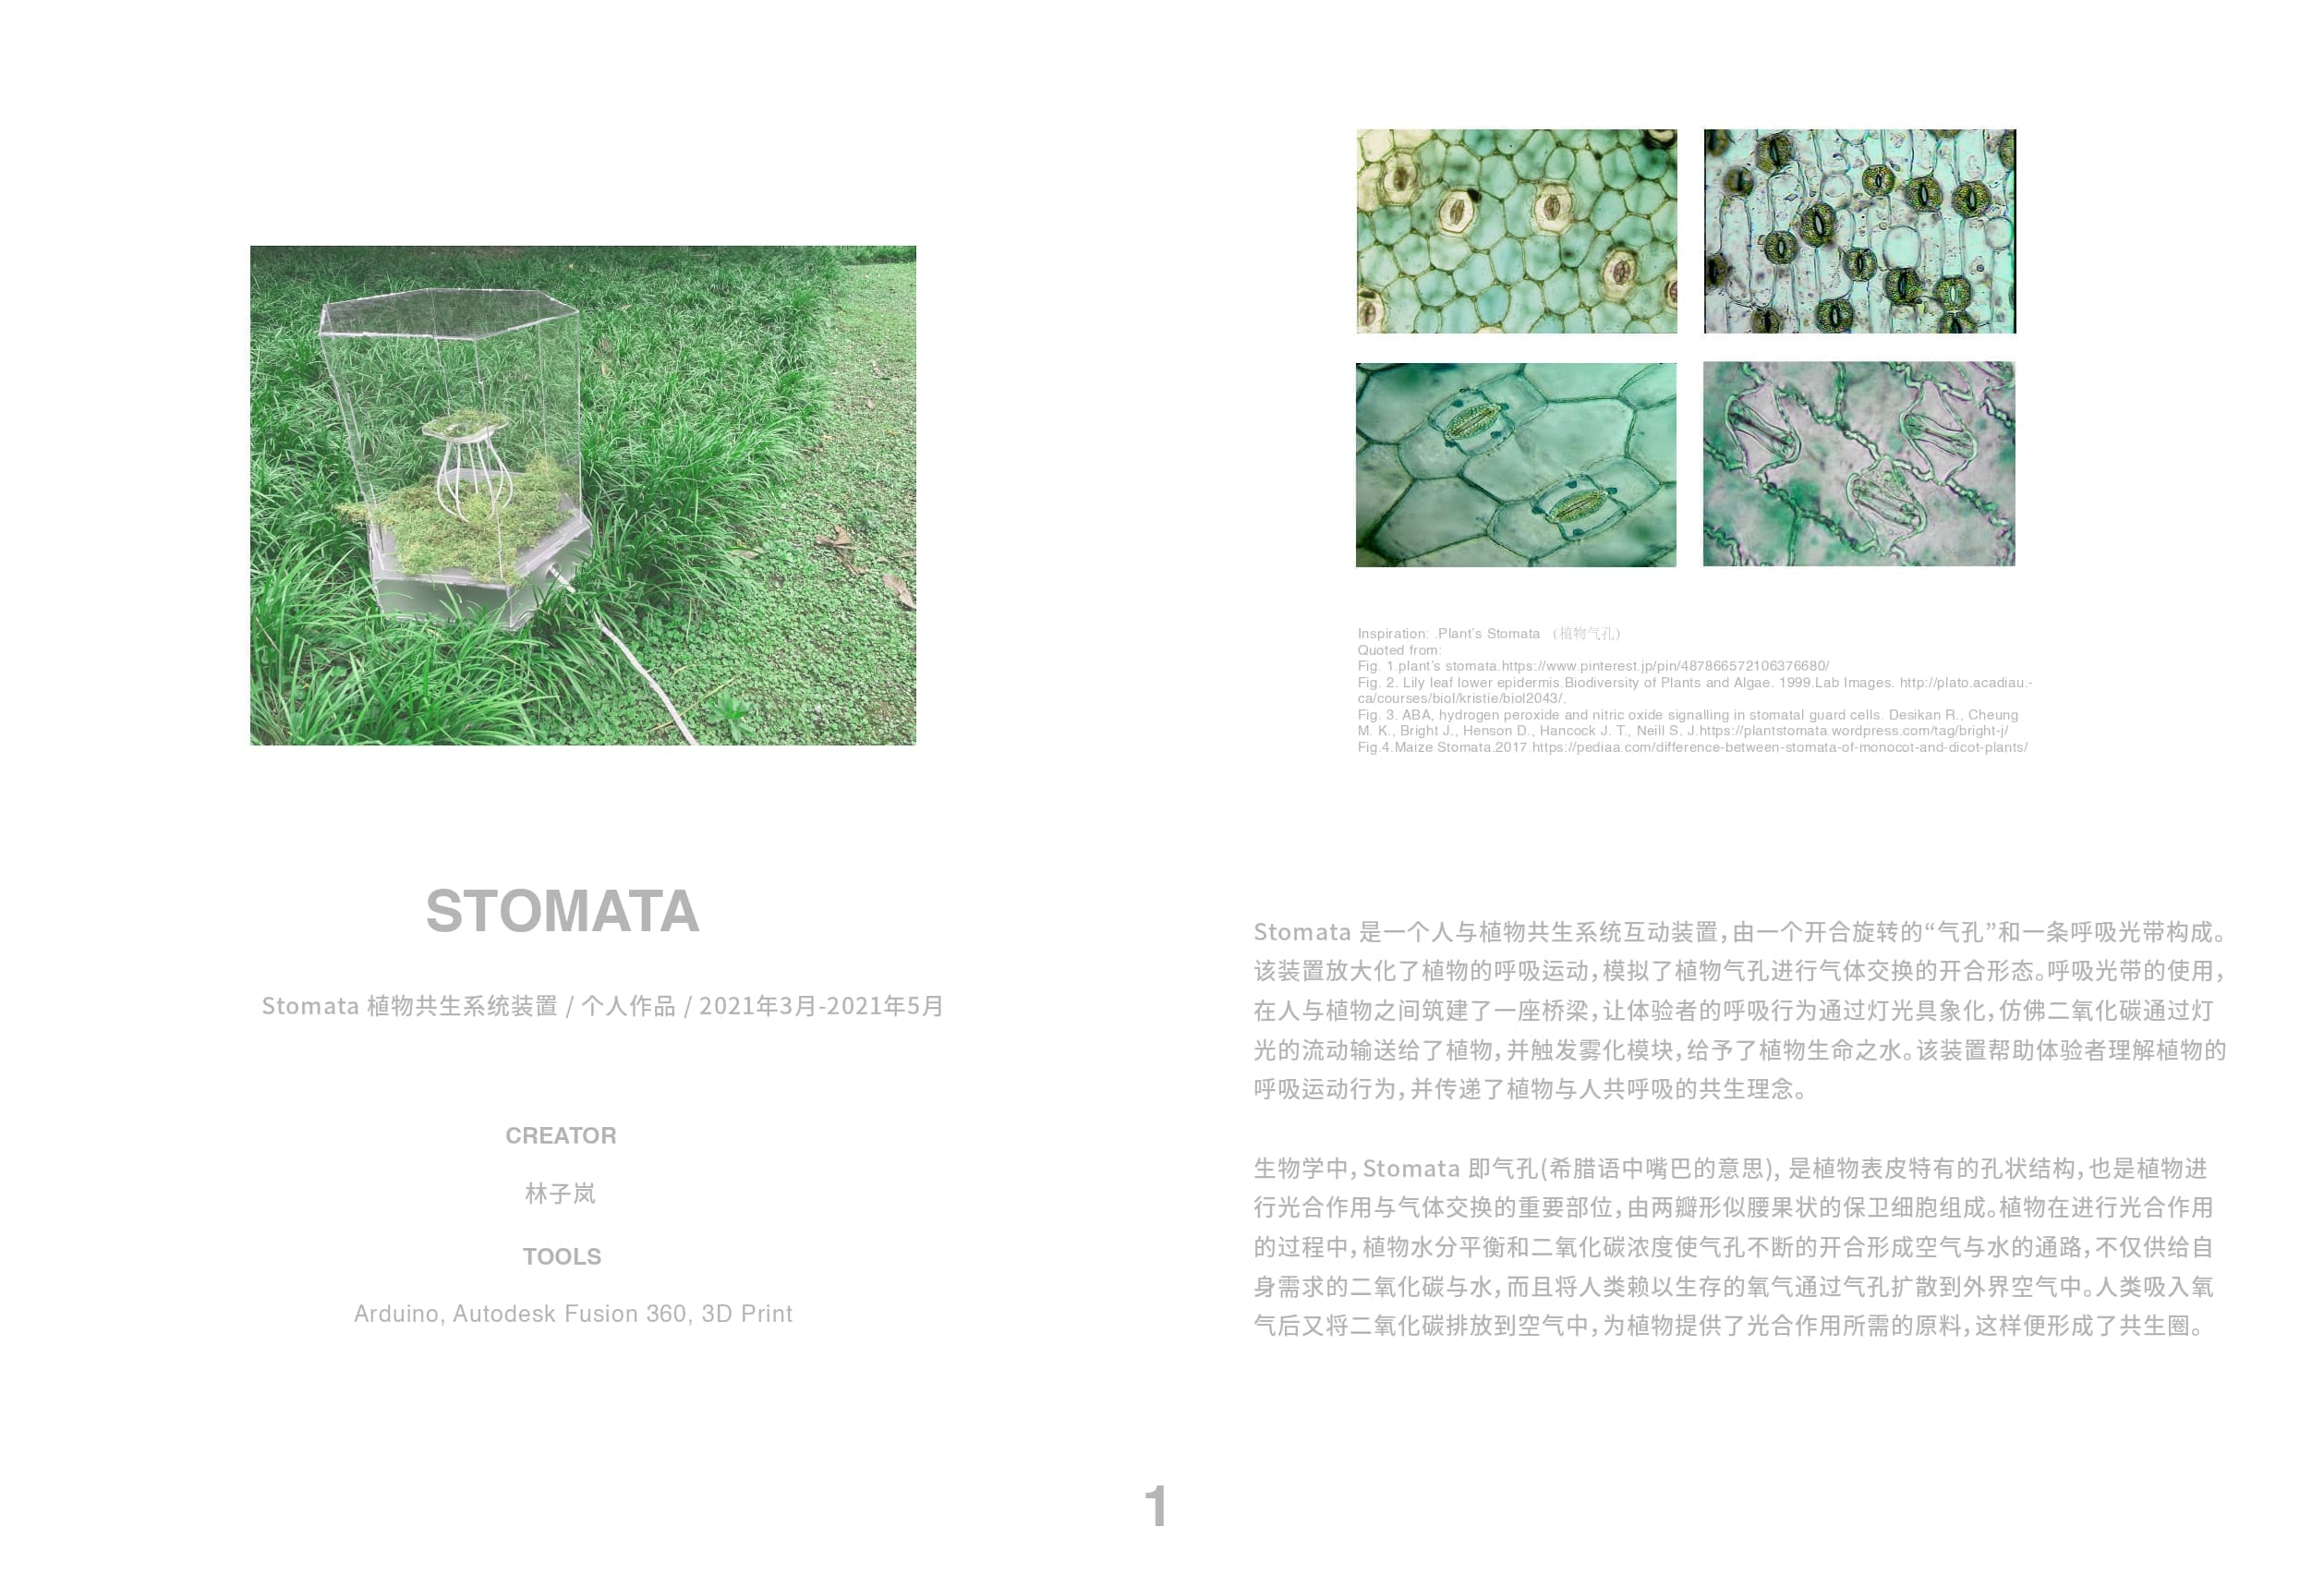 STOMATA
Stomata 植物共生系统装置 / 个人作品 / 2021年3月-2021年5月
CREATOR
林子岚
TOOLS
Arduino, Autodesk Fusion 360, 3D Print
Inspiration: .Plant's Stomata （植物气孔）
Quoted from:
Fig. 1.plant's stomata.https://www.pinterest.jp/pin/487866572106376680/
Fig. 2. Lily leaf lower epidermis.Biodiversity of Plants and Algae. 1999.Lab Images. http://plato.acadiau.-
ca/courses/biol/kristie/biol2043/.
Fig. 3. ABA, hydrogen peroxide and nitric oxide signalling in stomatal guard cells. Desikan R., Cheung
M. K., Bright J., Henson D., Hancock J. T., Neill S. J.https://plantstomata.wordpress.com/tag/bright-j/
Fig.4.Maize Stomata.2017.https://pediaa.com/difference-between-stomata-of-monocot-and-dicot-plants/
Stomata 是一个人与植物共生系统互动装置，由一个开合旋转的“气孔”和一条呼吸光带构成。
该装置放大化了植物的呼吸运动，模拟了植物气孔进行气体交换的开合形态。呼吸光带的使用，
在人与植物之间筑建了一座桥梁，让体验者的呼吸行为通过灯光具象化，仿佛二氧化碳通过灯
光的流动输送给了植物，并触发雾化模块，给予了植物生命之水。该装置帮助体验者理解植物的
呼吸运动行为，并传递了植物与人共呼吸的共生理念。
生物学中，Stomata 即气孔(希腊语中嘴巴的意思), 是植物表皮特有的孔状结构，也是植物进
行光合作用与气体交换的重要部位，由两瓣形似腰果状的保卫细胞组成。植物在进行光合作用
的过程中，植物水分平衡和二氧化碳浓度使气孔不断的开合形成空气与水的通路，不仅供给自
身需求的二氧化碳与水，而且将人类赖以生存的氧气通过气孔扩散到外界空气中。人类吸入氧
气后又将二氧化碳排放到空气中，为植物提供了光合作用所需的原料，这样便形成了共生圈。
1